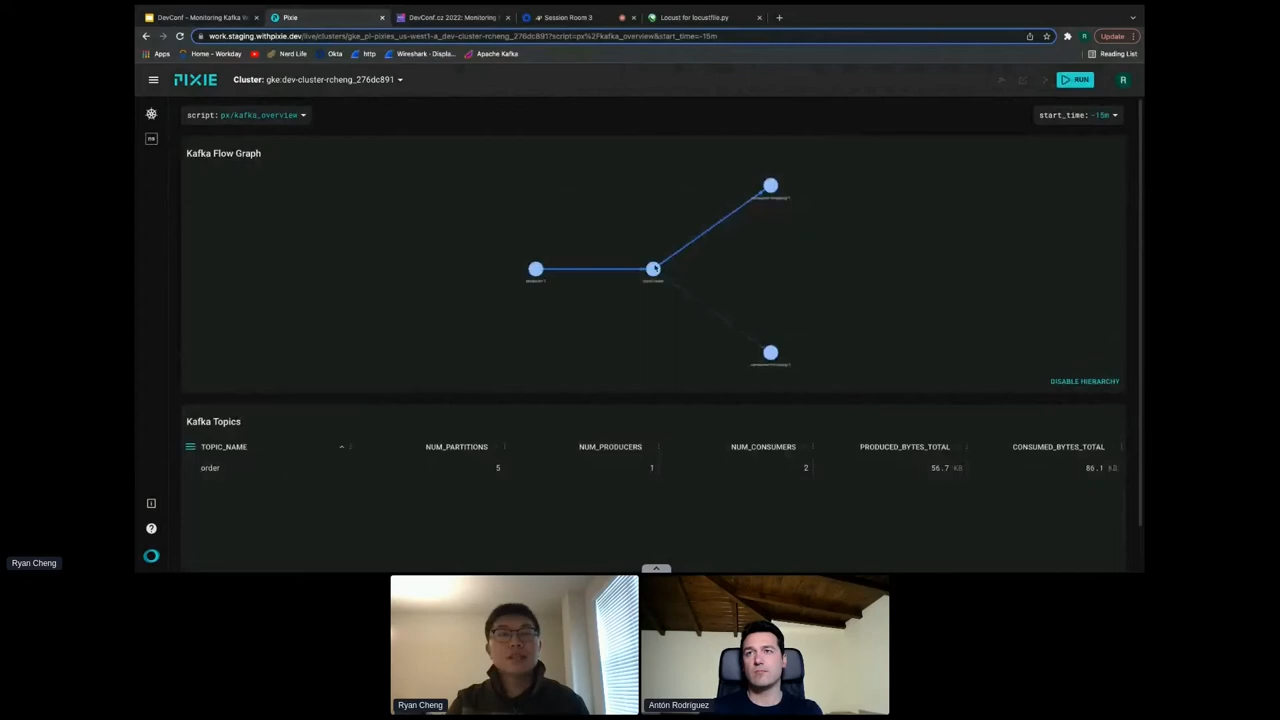 DevConf - Monitoring Kafka W
Pixie
DevConf.cz 2022: Monitoring
Session Room 3
Locust for locustfile.py
work.staging.withpixie.dev/live/clusters/gke_pl-pixies_us-west1-a_dev-cluster-rcheng_276dc891?script=px%2Fkafka_overview&start_time=-15m
Update
Apps
Home - Workday
Nerd Life
Okta
http
Wireshark · Displa...
Apache Kafka
Reading List
PIXIE
Cluster: gke:dev-cluster-rcheng_276dc891
RUN
R
script: px/kafka_overview
start_time: -15m
ns
Kafka Flow Graph
DISABLE HIERARCHY
Kafka Topics
TOPIC_NAME NUM_PARTITIONS NUM_PRODUCERS NUM_CONSUMERS PRODUCED_BYTES_TOTAL CONSUMED_BYTES_TOTAL
order 5 1 2 56.7 KB 86.1 KB
Ryan Cheng
Ryan Cheng
Antón Rodríguez